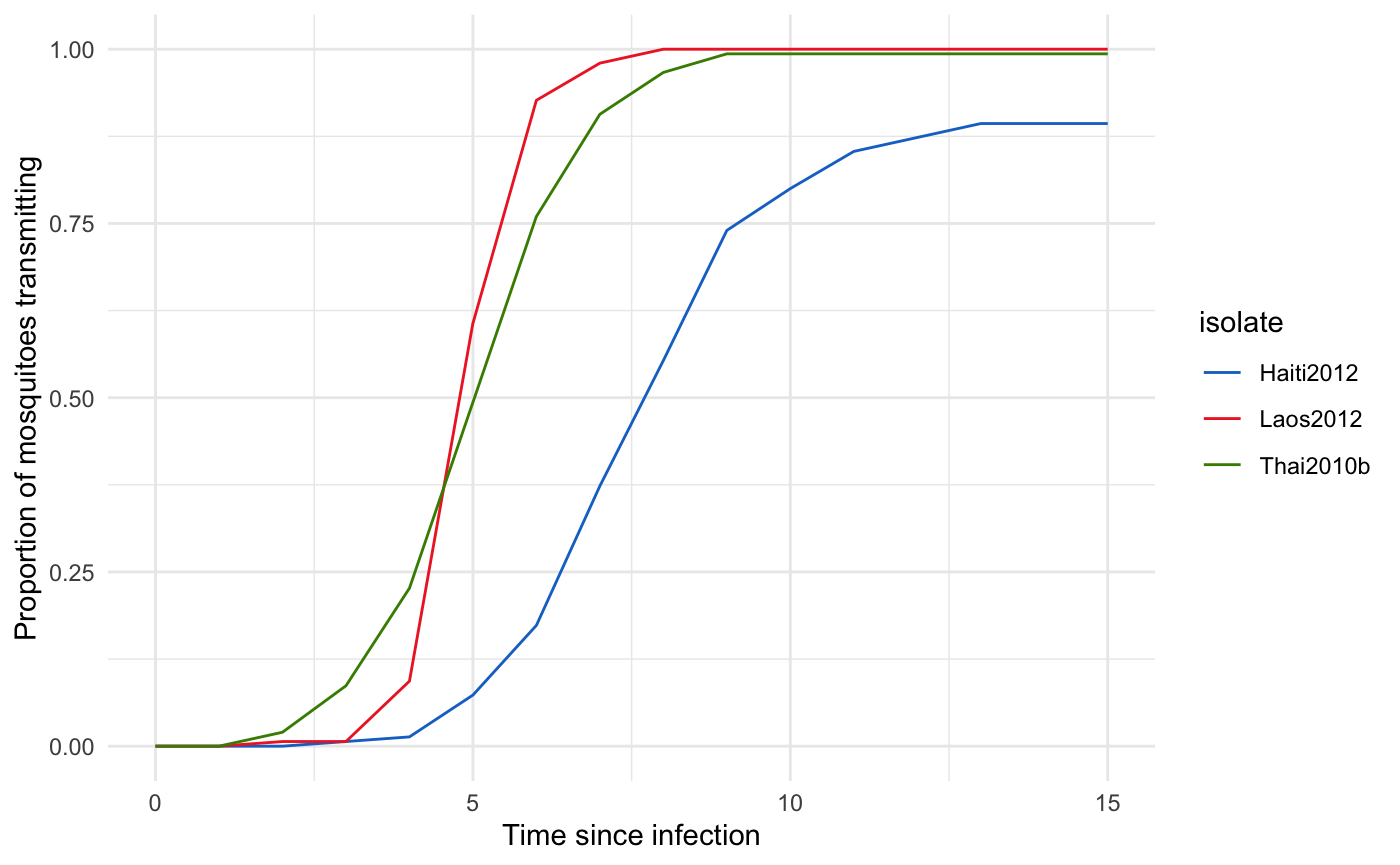 1.00
0.75
0.50
0.25
0.00
Proportion of mosquitoes transmitting
0 5 10 15
Time since infection
isolate
Haiti2012
Laos2012
Thai2010b